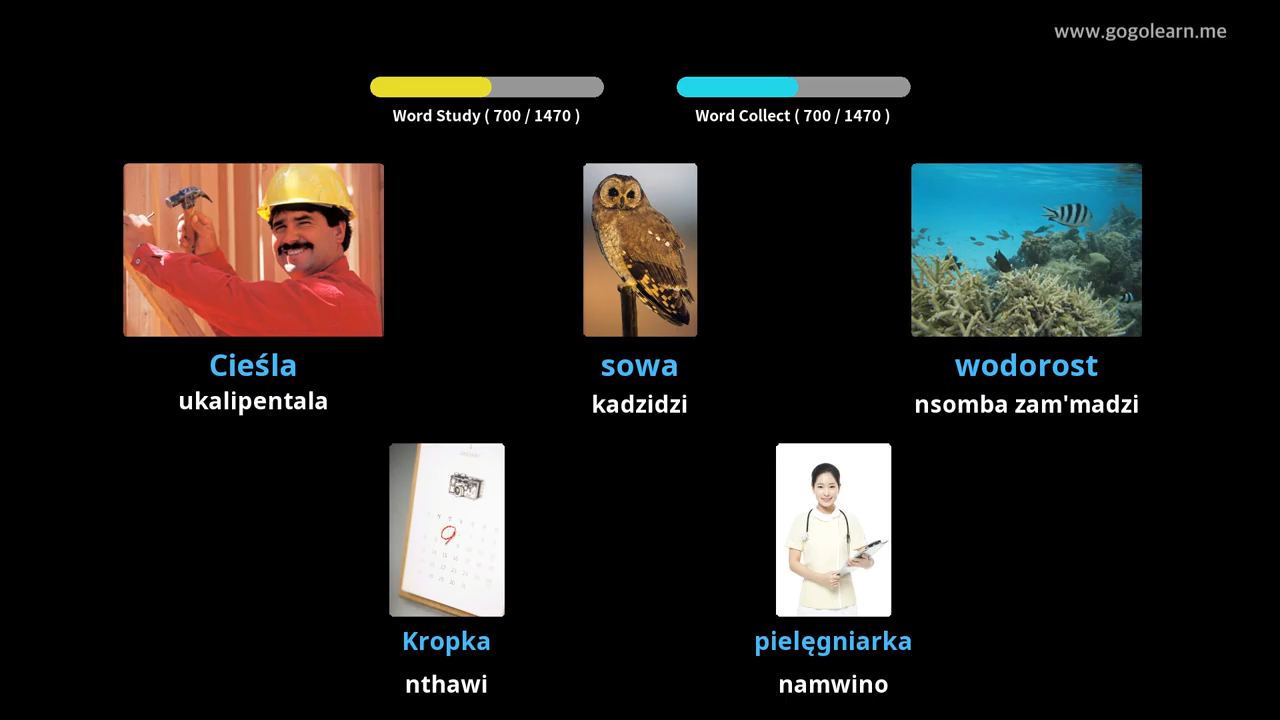 www.gogolearn.me
Word Study ( 700 / 1470 )
Word Collect ( 700 / 1470 )
Cieśla
ukalipentala
sowa
kadzidzi
wodorost
nsomba zam'madzi
Kropka
nthawi
pielęgniarka
namwino